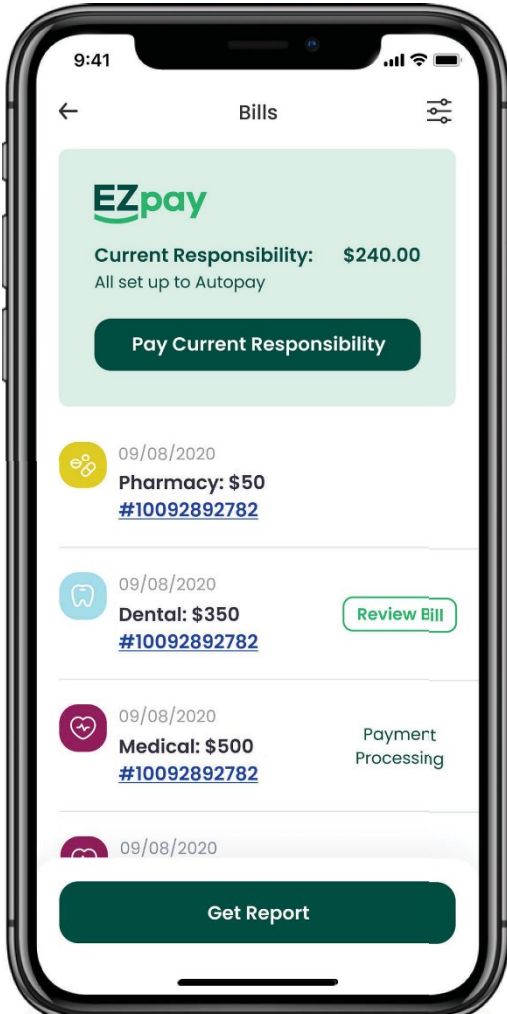 9:41
Bills
EZpay
Current Responsibility: $240.00
All set up to Autopay
Pay Current Responsibility
09/08/2020
Pharmacy: $50
#10092892782
09/08/2020
Dental: $350
#10092892782
Review Bill
09/08/2020
Medical: $500
#10092892782
Payment
Processing
09/08/2020
Get Report